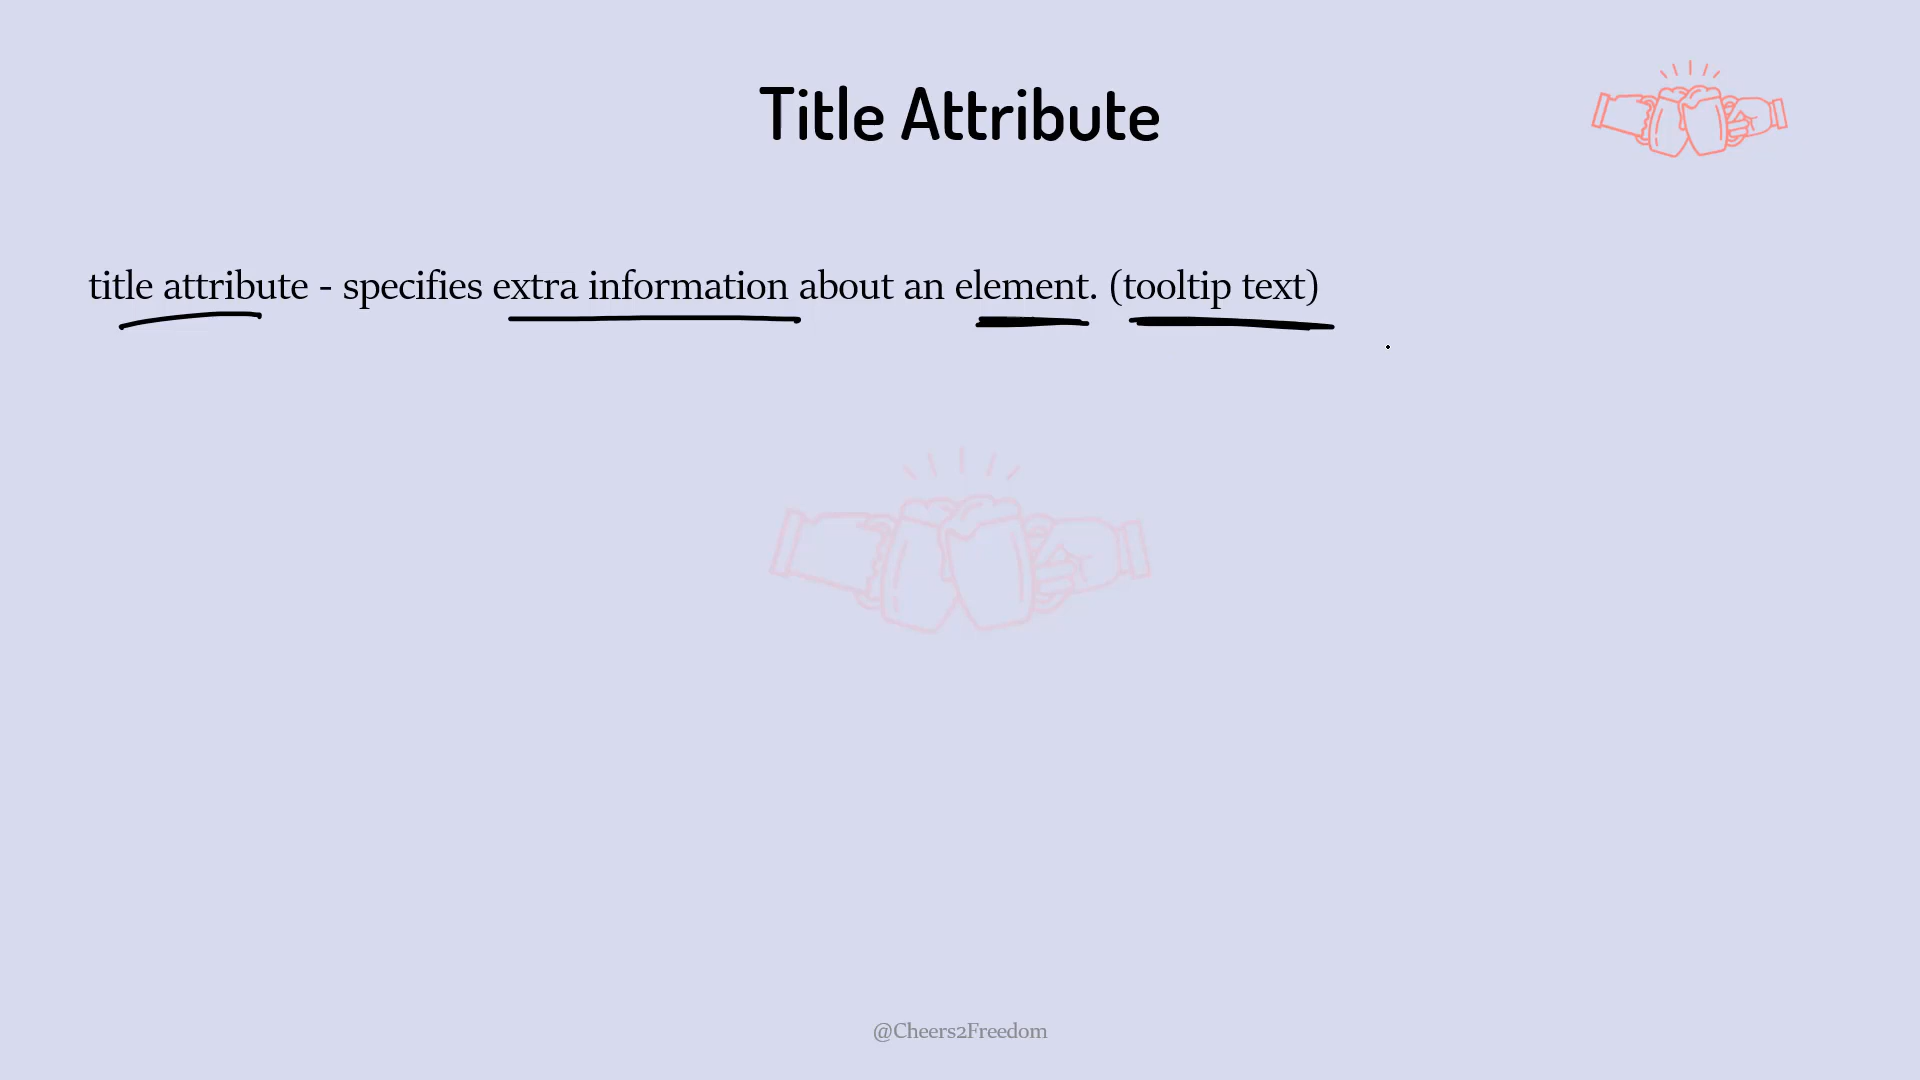 Title Attribute
title attribute - specifies extra information about an element. (tooltip text)
@Cheers2Freedom